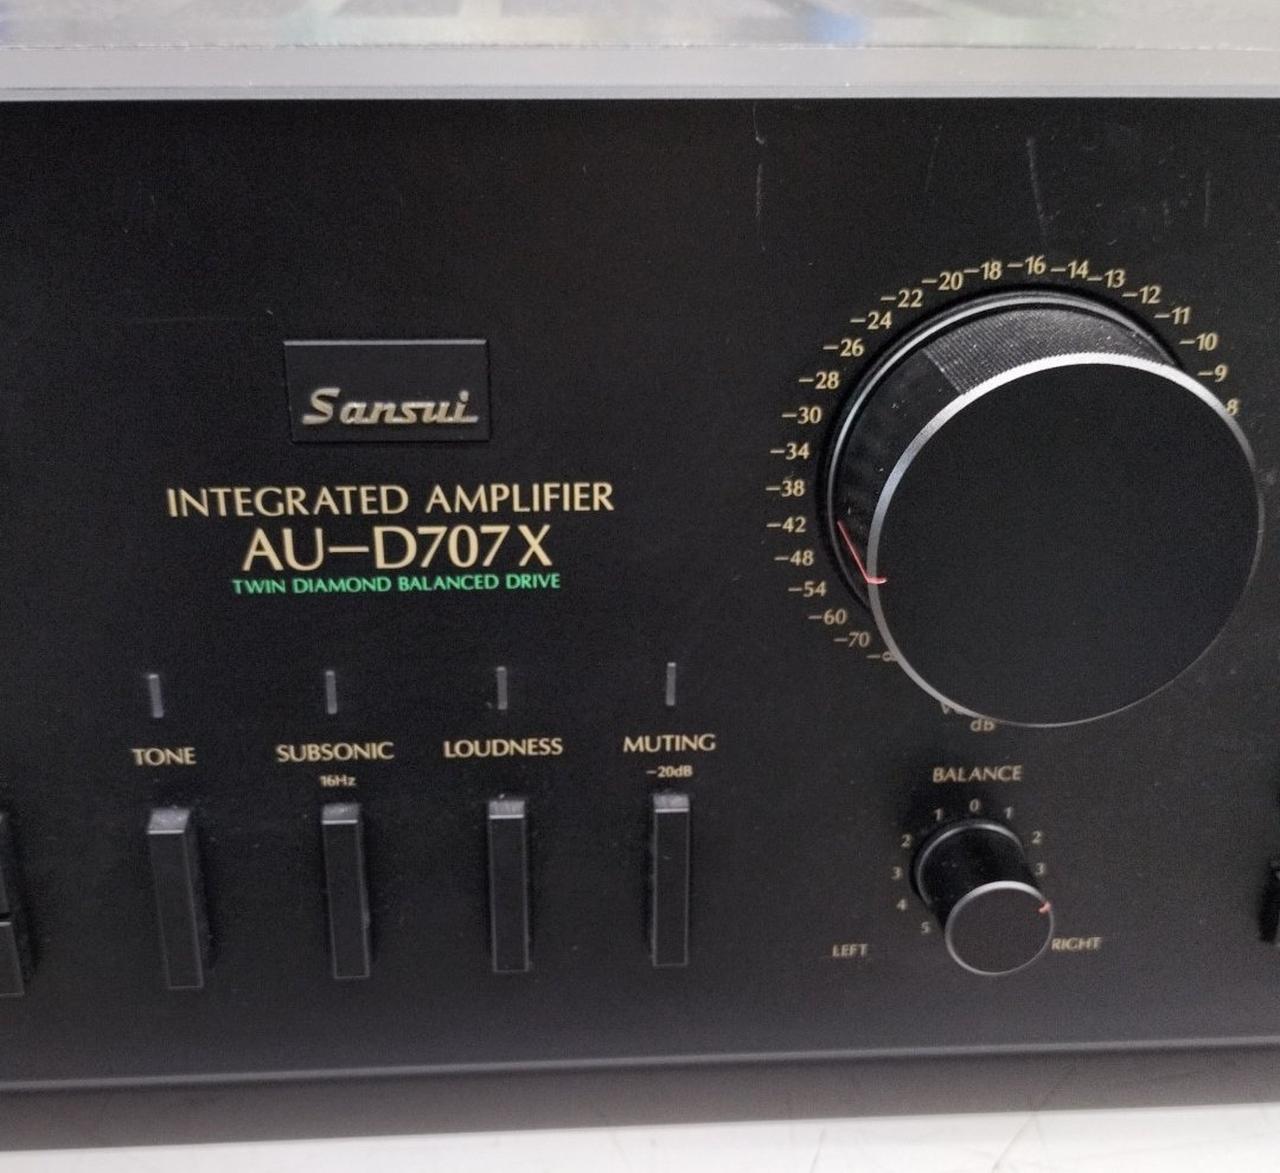 Sansui
INTEGRATED AMPLIFIER
AU-D707X
TWIN DIAMOND BALANCED DRIVE
TONE
SUBSONIC
16Hz
LOUDNESS
MUTING
-20dB
-20 -18 -16 -14 -13
-22 -12
-24 -11
-26 -10
-28 -9
-30 8
-34
-38
-42
-48
-54
-60
-70
dB
BALANCE
1 0 1
2 2
3 3
4
5
LEFT RIGHT